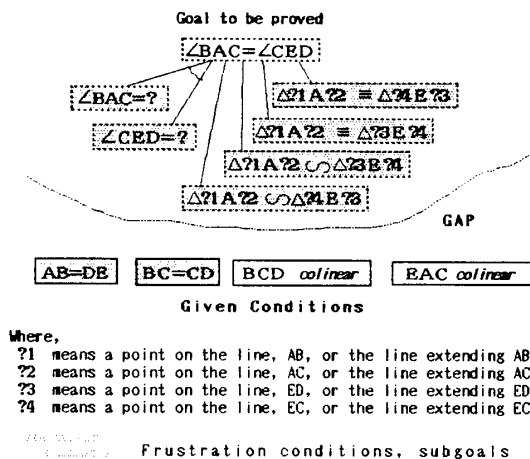 Goal to be proved
∠BAC=∠CED
∠BAC=?
∠CED=?
△?1A?2 ≡ △?4E?3
△?1A?2 ≡ △?3E?4
△?1A?2 ∽ △?3E?4
△?1A?2 ∽ △?4E?3
GAP
AB=DE
BC=CD
BCD colinear
EAC colinear
Given Conditions
Where,
?1 means a point on the line, AB, or the line extending AB
?2 means a point on the line, AC, or the line extending AC
?3 means a point on the line, ED, or the line extending ED
?4 means a point on the line, EC, or the line extending EC
Frustration conditions, subgoals